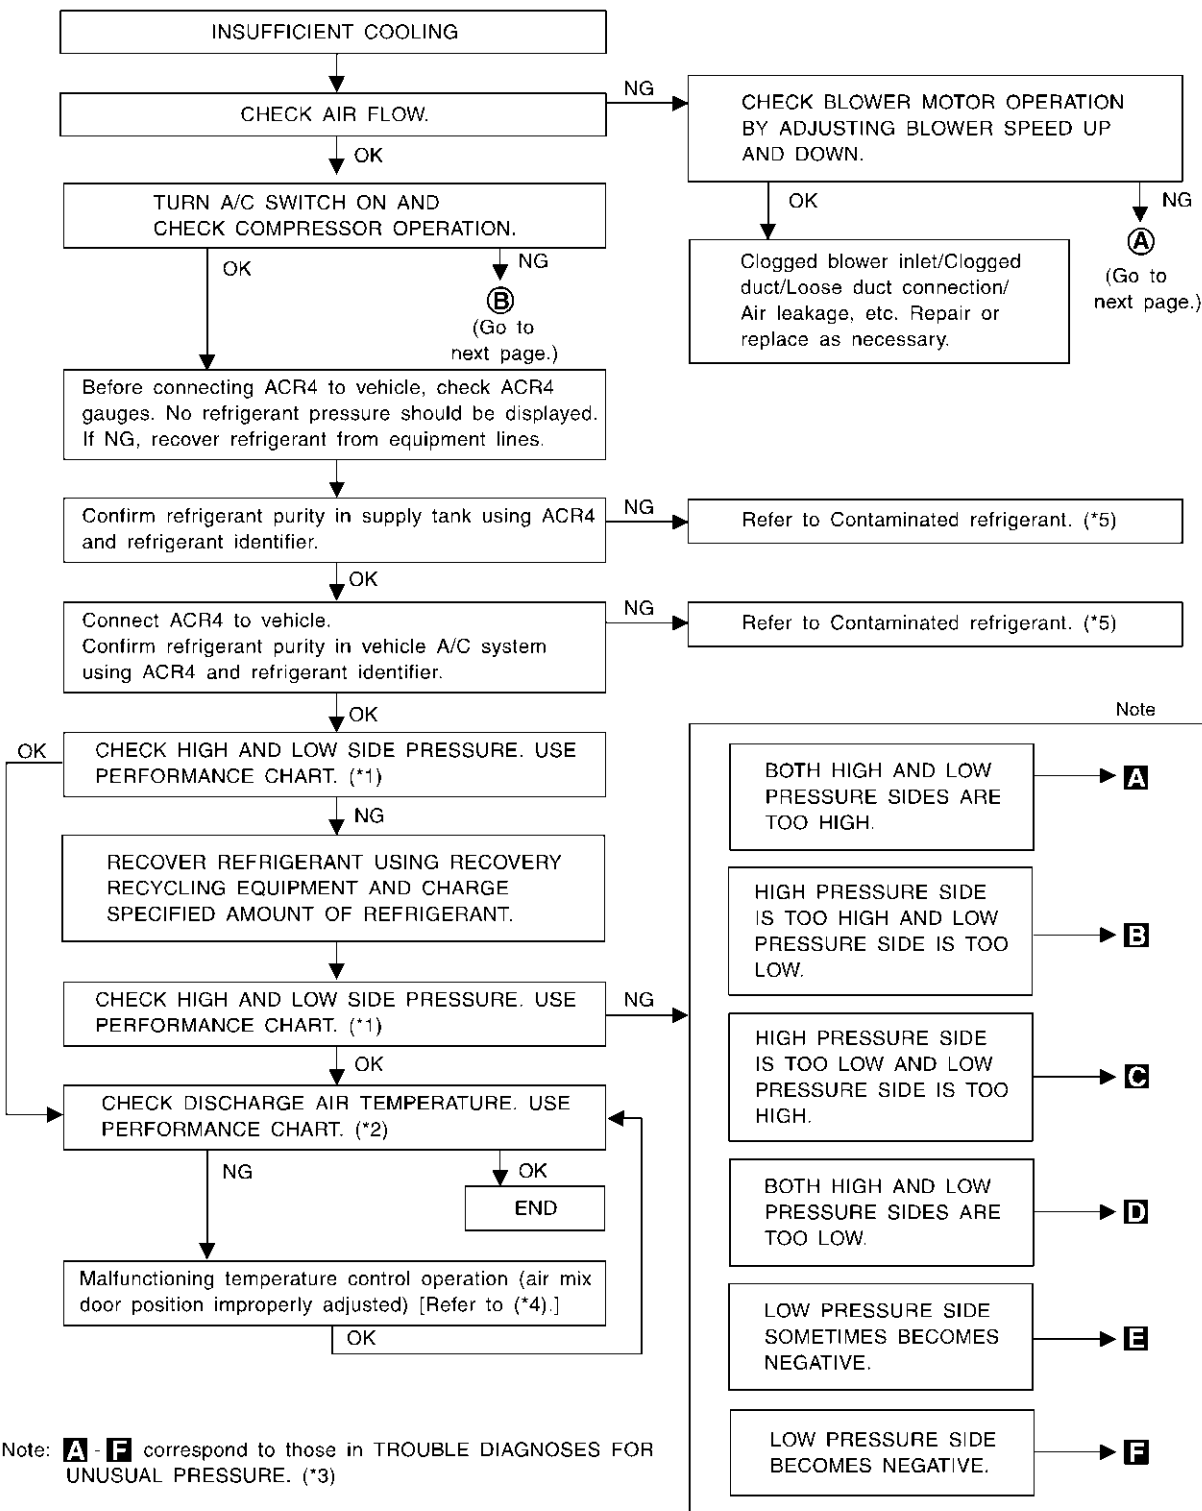 INSUFFICIENT COOLING
CHECK AIR FLOW.
NG
CHECK BLOWER MOTOR OPERATION
BY ADJUSTING BLOWER SPEED UP
AND DOWN.
OK
OK
NG
TURN A/C SWITCH ON AND
CHECK COMPRESSOR OPERATION.
OK
NG
B
(Go to
next page.)
Clogged blower inlet/Clogged
duct/Loose duct connection/
Air leakage, etc. Repair or
replace as necessary.
A
(Go to
next page.)
Before connecting ACR4 to vehicle, check ACR4
gauges. No refrigerant pressure should be displayed.
If NG, recover refrigerant from equipment lines.
Confirm refrigerant purity in supply tank using ACR4
and refrigerant identifier.
NG
Refer to Contaminated refrigerant. (*5)
OK
Connect ACR4 to vehicle.
Confirm refrigerant purity in vehicle A/C system
using ACR4 and refrigerant identifier.
NG
Refer to Contaminated refrigerant. (*5)
OK
OK
CHECK HIGH AND LOW SIDE PRESSURE. USE
PERFORMANCE CHART. (*1)
NG
RECOVER REFRIGERANT USING RECOVERY
RECYCLING EQUIPMENT AND CHARGE
SPECIFIED AMOUNT OF REFRIGERANT.
CHECK HIGH AND LOW SIDE PRESSURE. USE
PERFORMANCE CHART. (*1)
NG
OK
CHECK DISCHARGE AIR TEMPERATURE. USE
PERFORMANCE CHART. (*2)
NG
OK
END
Malfunctioning temperature control operation (air mix
door position improperly adjusted) [Refer to (*4).]
OK
Note
BOTH HIGH AND LOW
PRESSURE SIDES ARE
TOO HIGH.
A
HIGH PRESSURE SIDE
IS TOO HIGH AND LOW
PRESSURE SIDE IS TOO
LOW.
B
HIGH PRESSURE SIDE
IS TOO LOW AND LOW
PRESSURE SIDE IS TOO
HIGH.
C
BOTH HIGH AND LOW
PRESSURE SIDES ARE
TOO LOW.
D
LOW PRESSURE SIDE
SOMETIMES BECOMES
NEGATIVE.
E
LOW PRESSURE SIDE
BECOMES NEGATIVE.
F
Note: A - F correspond to those in TROUBLE DIAGNOSES FOR
UNUSUAL PRESSURE. (*3)